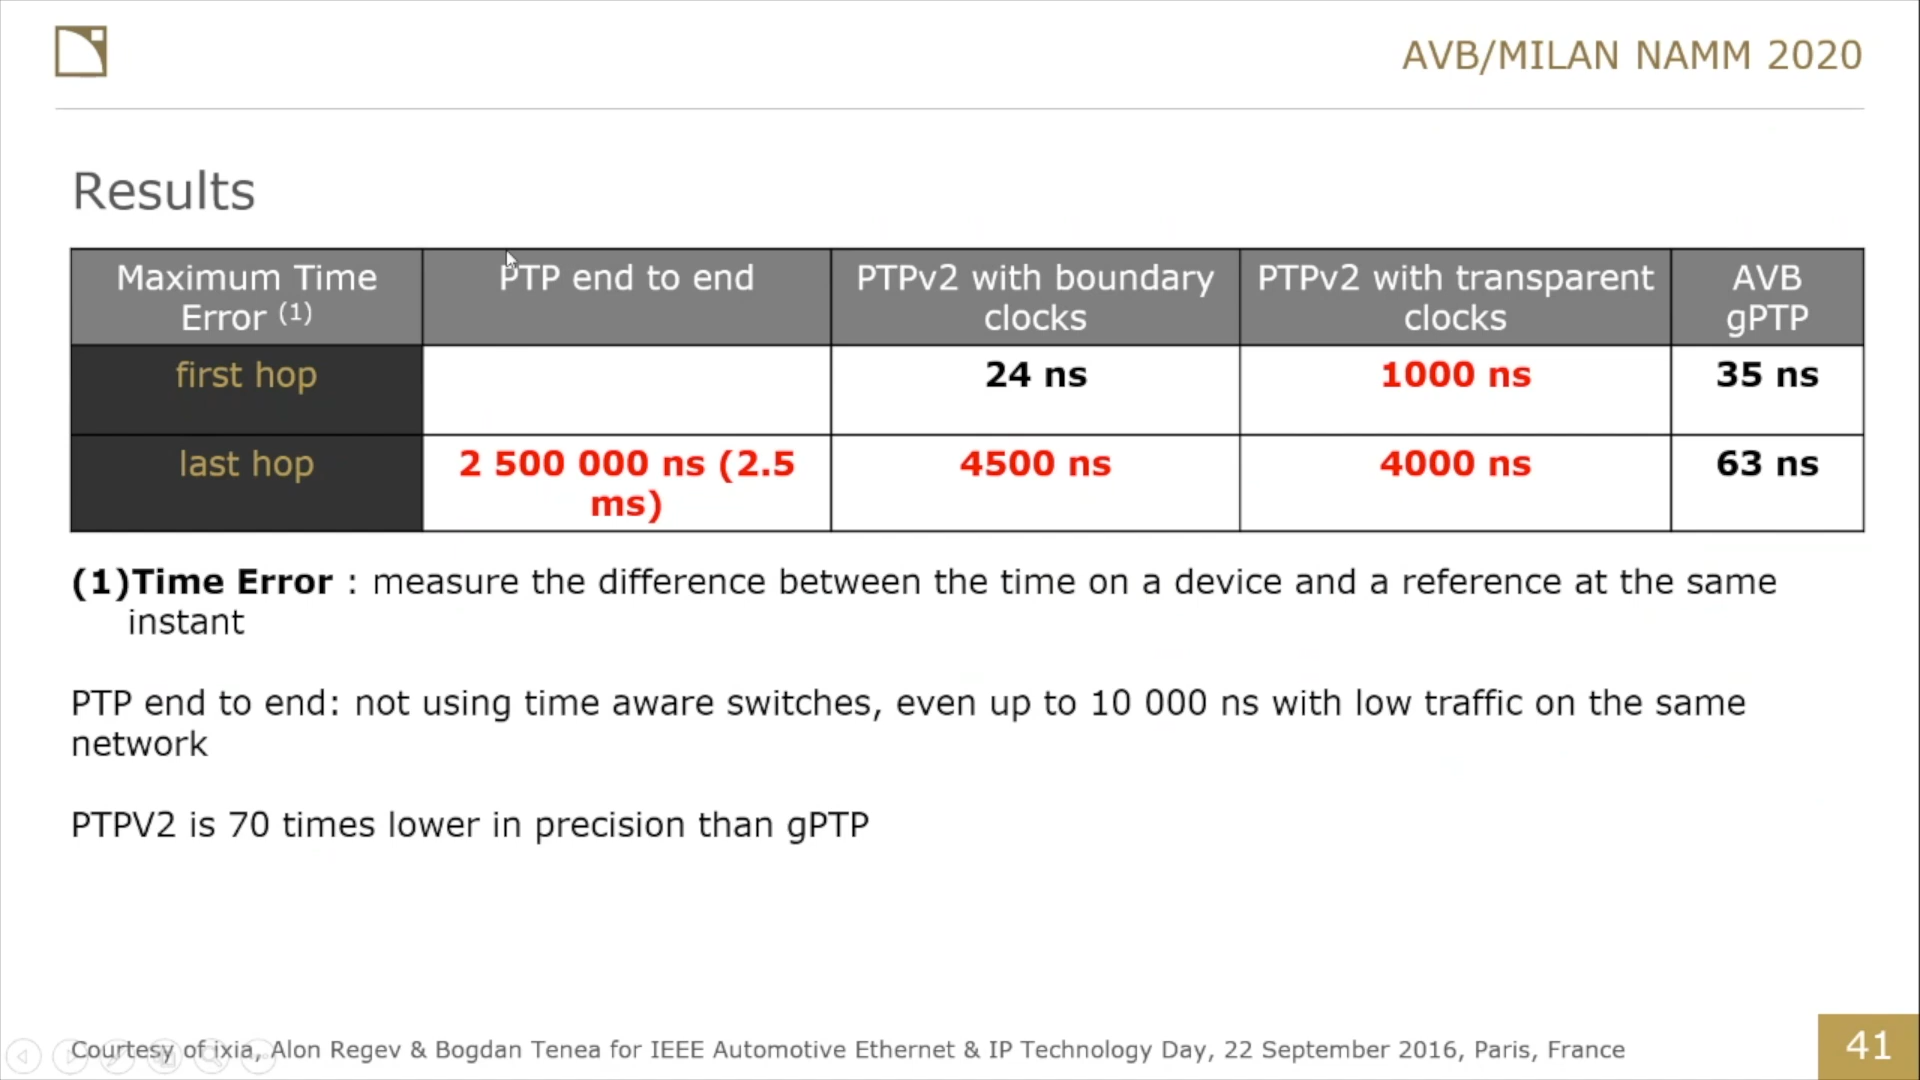 AVB/MILAN NAMM 2020
Results
Maximum Time
Error (1)
PTP end to end
PTPv2 with boundary
clocks
PTPv2 with transparent
clocks
AVB
gPTP
first hop
24 ns
1000 ns
35 ns
last hop
2 500 000 ns (2.5
ms)
4500 ns
4000 ns
63 ns
(1)Time Error : measure the difference between the time on a device and a reference at the same
instant
PTP end to end: not using time aware switches, even up to 10 000 ns with low traffic on the same
network
PTPV2 is 70 times lower in precision than gPTP
Courtesy of ixia, Alon Regev & Bogdan Tenea for IEEE Automotive Ethernet & IP Technology Day, 22 September 2016, Paris, France
41